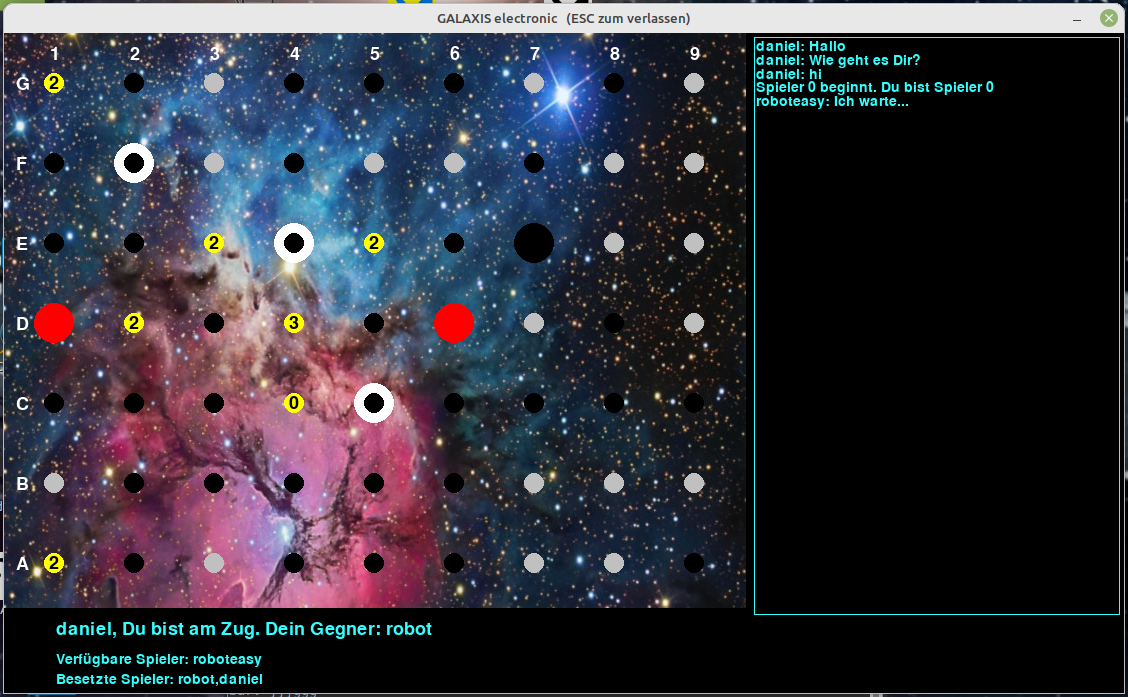 GALAXIS electronic (ESC zum verlassen)
1 2 3 4 5 6 7 8 9
G 2
F
E 2 2
D 2 3
C 0
B
A 2
daniel: Hallo
daniel: Wie geht es Dir?
daniel: hi
Spieler 0 beginnt. Du bist Spieler 0
roboteasy: Ich warte...
daniel, Du bist am Zug. Dein Gegner: robot
Verfügbare Spieler: roboteasy
Besetzte Spieler: robot,daniel